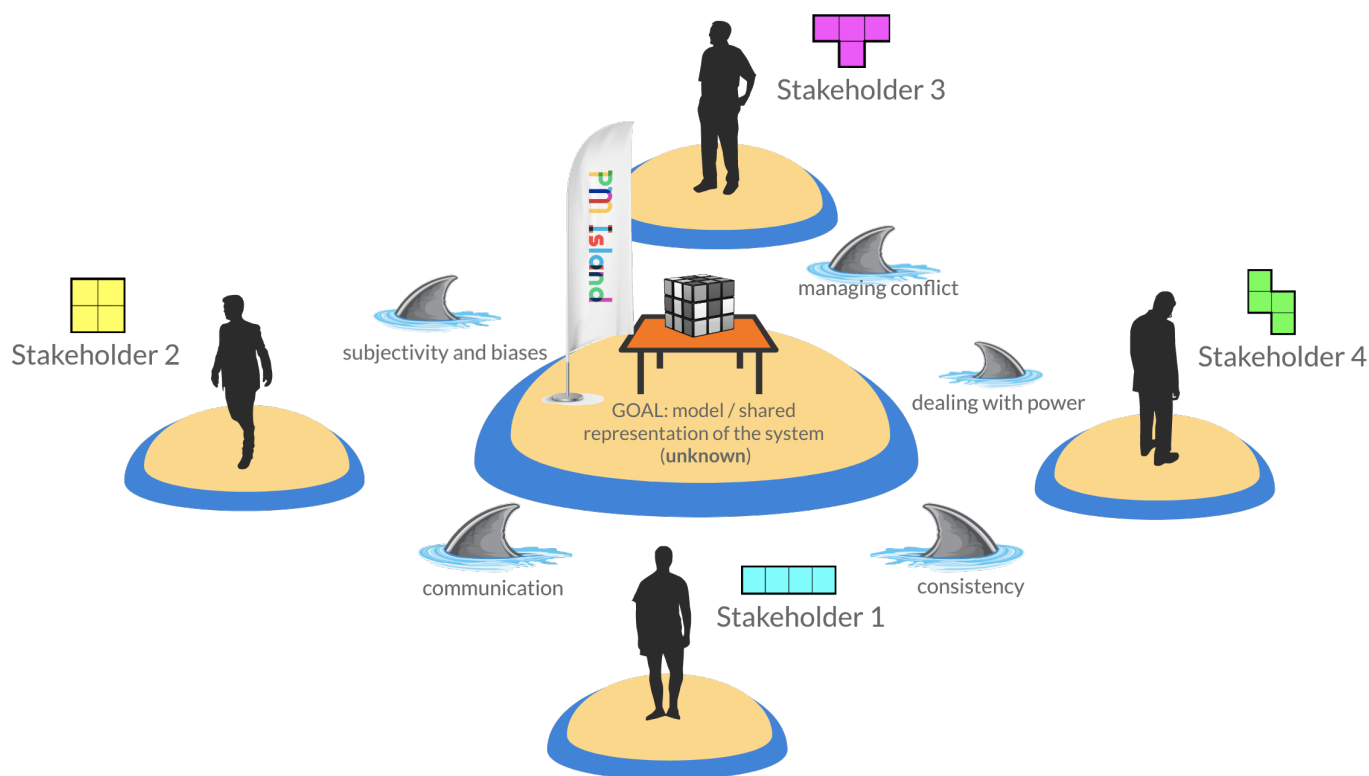 Stakeholder 3
PM Island
managing conflict
Stakeholder 2
subjectivity and biases
Stakeholder 4
dealing with power
GOAL: model / shared
representation of the system
(unknown)
communication
consistency
Stakeholder 1